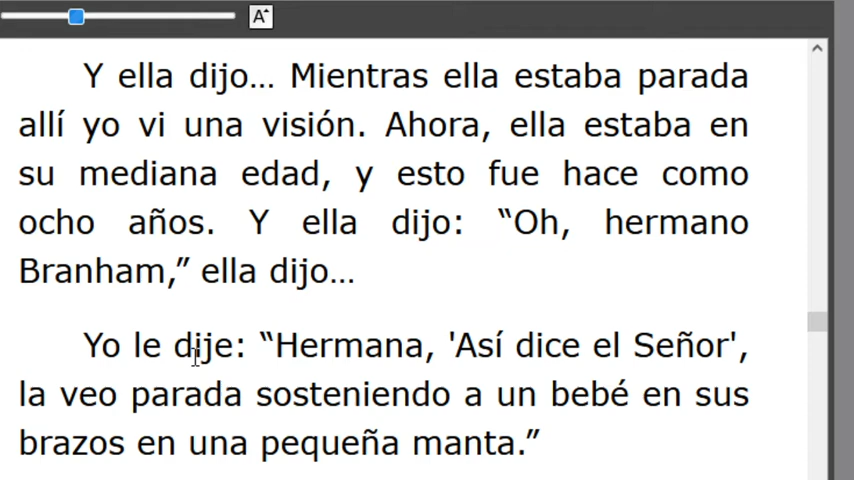 A
Y ella dijo… Mientras ella estaba parada
allí yo vi una visión. Ahora, ella estaba en
su mediana edad, y esto fue hace como
ocho años. Y ella dijo: “Oh, hermano
Branham,” ella dijo…
Yo le dije: “Hermana, 'Así dice el Señor',
la veo parada sosteniendo a un bebé en sus
brazos en una pequeña manta.”